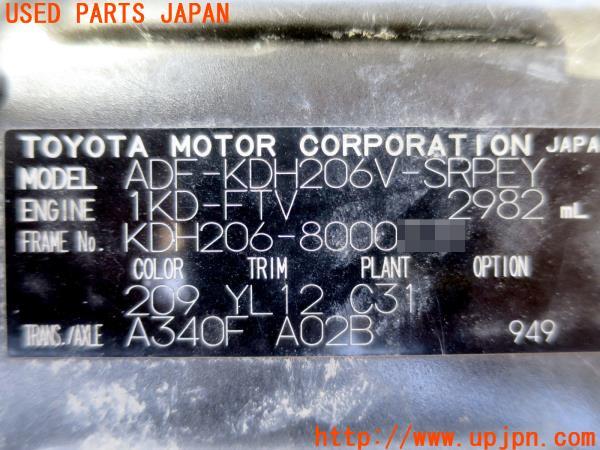 USED PARTS JAPAN
TOYOTA MOTOR CORPORATION JAPAN
MODEL ADF-KDH206V-SRPEY
ENGINE 1KD-FTV 2982 mL
FRAME No. KDH206-8000
COLOR TRIM PLANT OPTION
209 YL12 C31
TRANS./AXLE A340F A02B 949
http://www.upjpn.com/